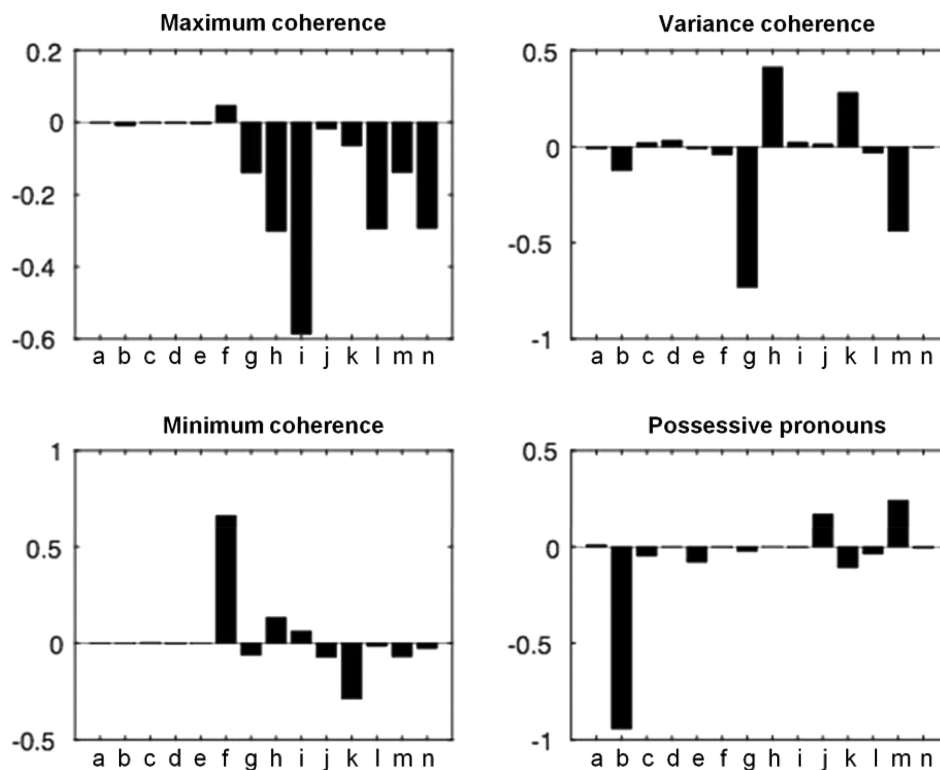 Maximum coherence
0.2
0
-0.2
-0.4
-0.6
a b c d e f g h i j k l m n
Variance coherence
0.5
0
-0.5
-1
a b c d e f g h i j k l m n
Minimum coherence
1
0.5
0
-0.5
a b c d e f g h i j k l m n
Possessive pronouns
0.5
0
-0.5
-1
a b c d e f g h i j k l m n